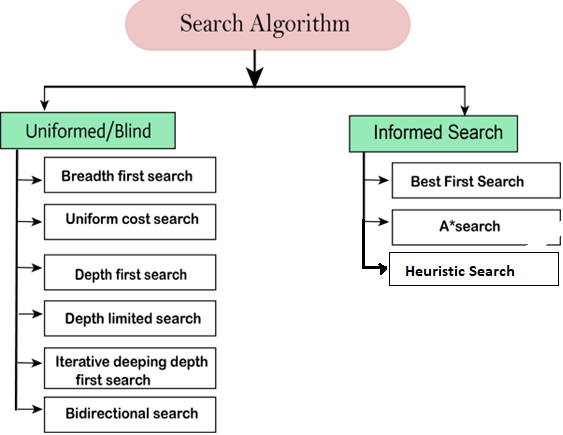 Search Algorithm
Uniformed/Blind
Breadth first search
Uniform cost search
Depth first search
Depth limited search
Iterative deeping depth
first search
Bidirectional search
Informed Search
Best First Search
A*search
Heuristic Search